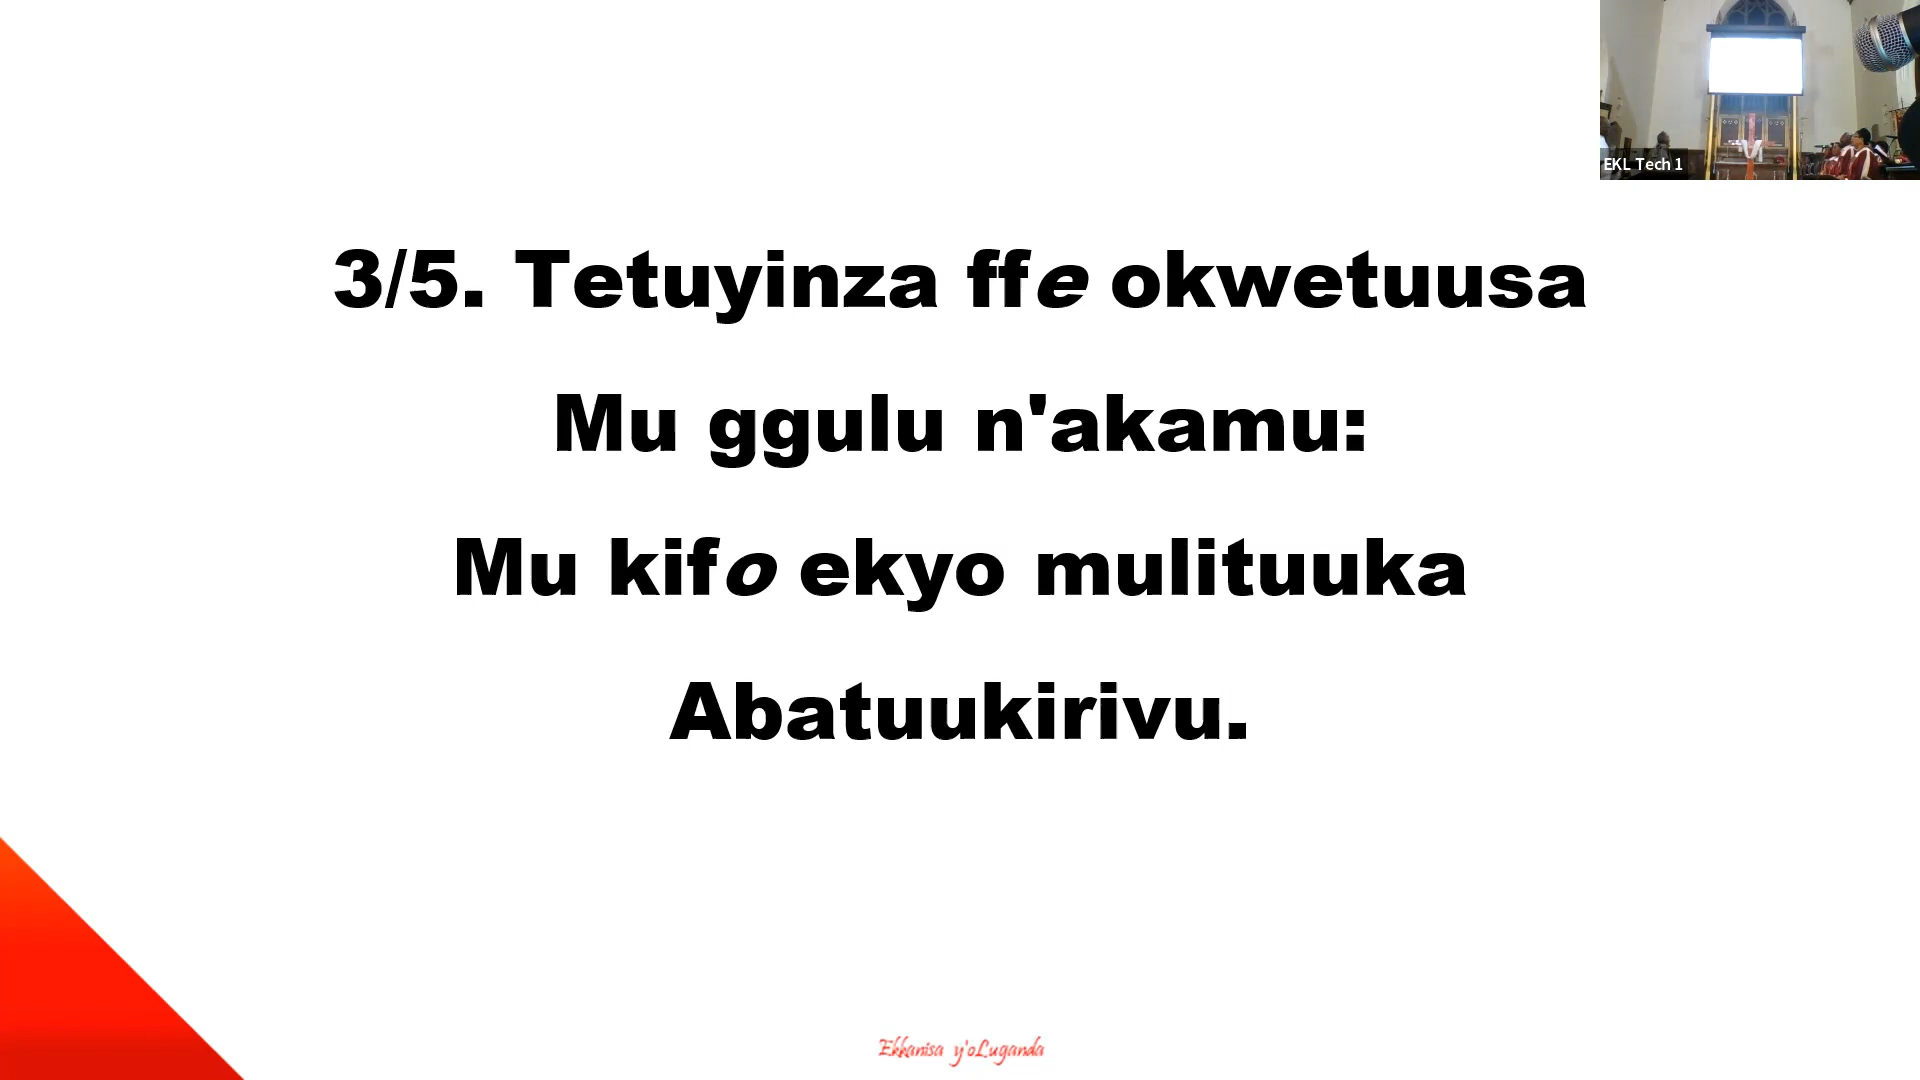 EKL Tech 1
3/5. Tetuyinza ffe okwetuusa
Mu ggulu n'akamu:
Mu kifo ekyo mulituuka
Abatuukirivu.
Ekkanisa y'oLuganda